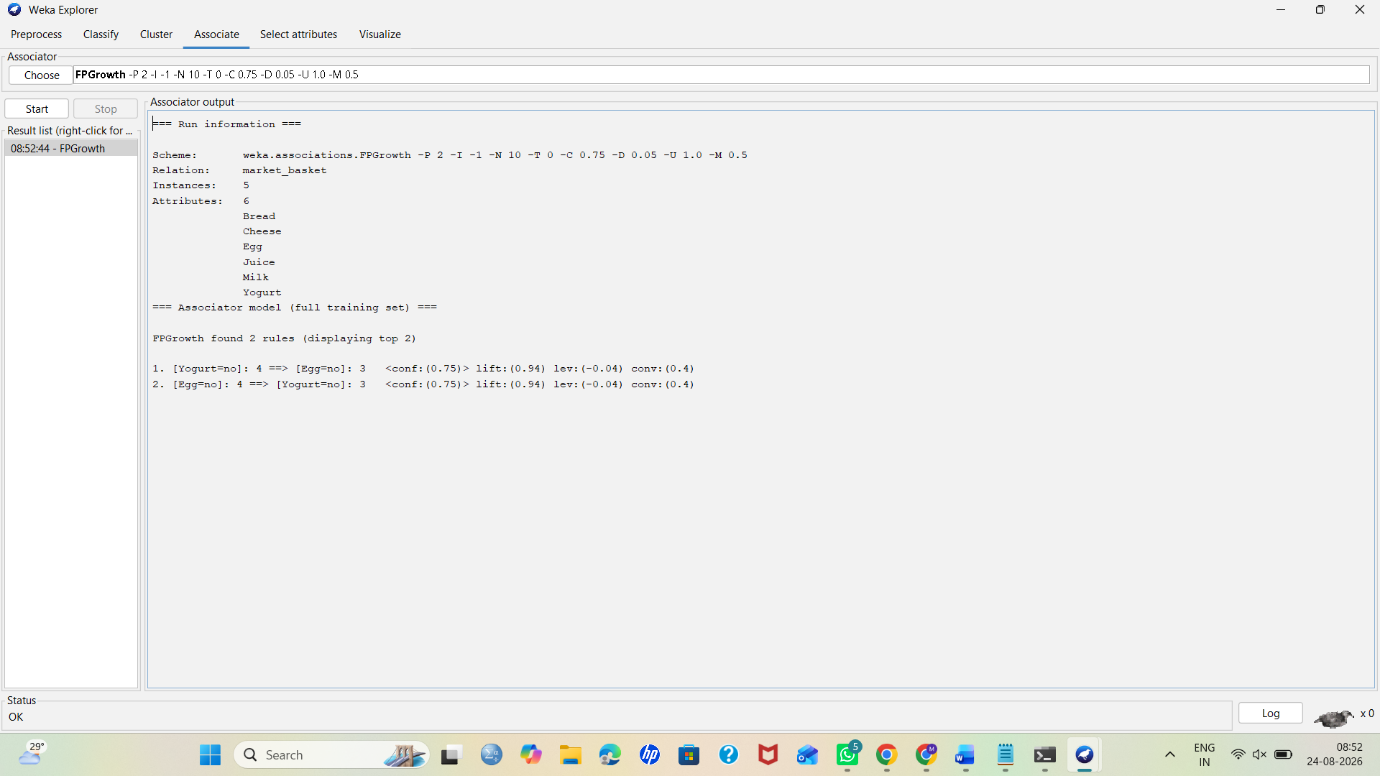 Weka Explorer
Preprocess Classify Cluster Associate Select attributes Visualize
Associator
Choose FPGrowth -P 2 -I -1 -N 10 -T 0 -C 0.75 -D 0.05 -U 1.0 -M 0.5
Start Stop
Result list (right-click for ...
08:52:44 - FPGrowth
Associator output
=== Run information ===
Scheme: weka.associations.FPGrowth -P 2 -I -1 -N 10 -T 0 -C 0.75 -D 0.05 -U 1.0 -M 0.5
Relation: market_basket
Instances: 5
Attributes: 6
Bread
Cheese
Egg
Juice
Milk
Yogurt
=== Associator model (full training set) ===
FPGrowth found 2 rules (displaying top 2)
1. [Yogurt=no]: 4 ==> [Egg=no]: 3 <conf:(0.75)> lift:(0.94) lev:(-0.04) conv:(0.4)
2. [Egg=no]: 4 ==> [Yogurt=no]: 3 <conf:(0.75)> lift:(0.94) lev:(-0.04) conv:(0.4)
Status
OK
Log
x 0
29°
Search
hp
5
M
W
ENG
IN
08:52
24-08-2026